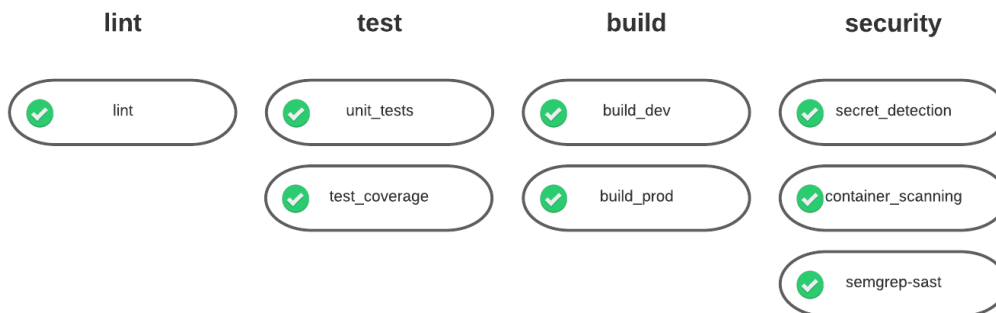 lint
test
build
security
lint
unit_tests
build_dev
secret_detection
test_coverage
build_prod
container_scanning
semgrep-sast